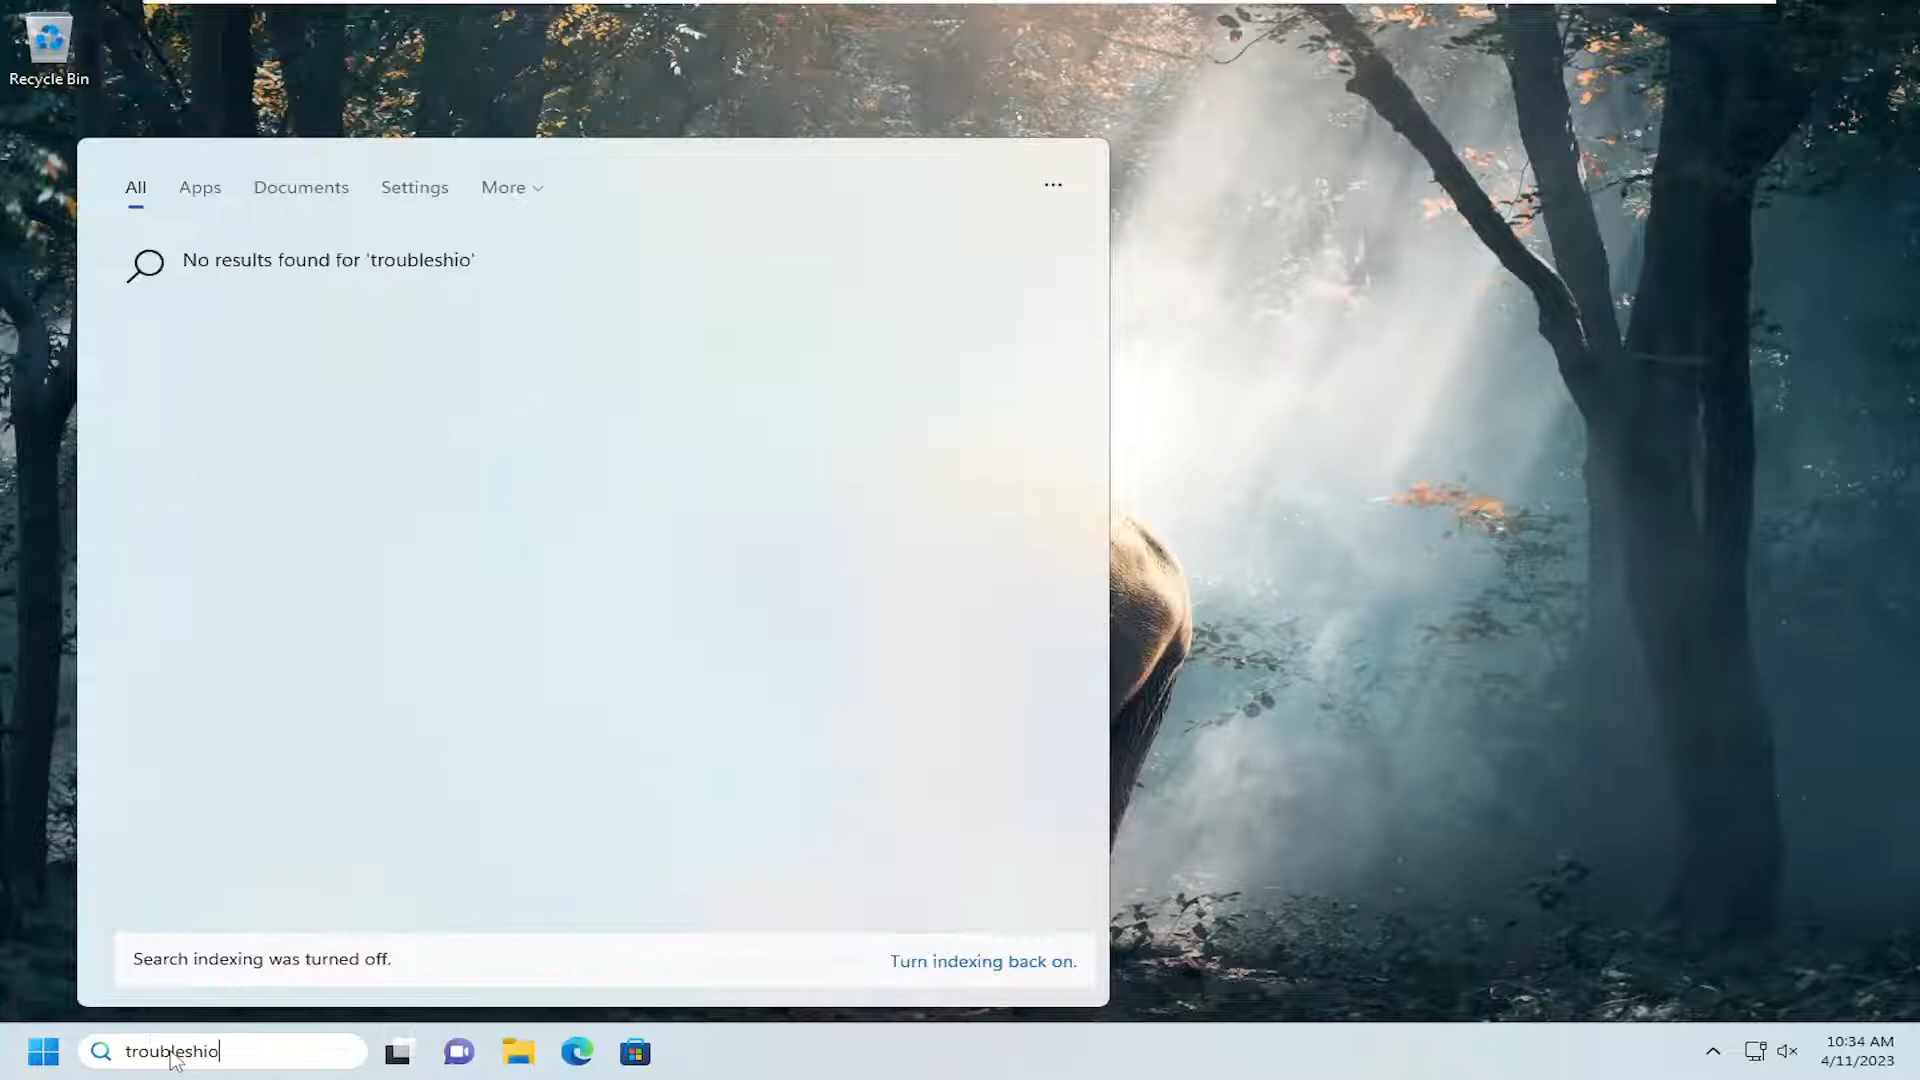 Recycle Bin
All Apps Documents Settings More
No results found for 'troubleshio'
Search indexing was turned off. Turn indexing back on.
troubleshio
10:34 AM
4/11/2023